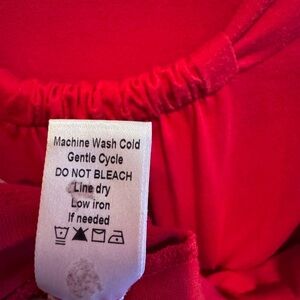 Machine Wash Cold
Gentle Cycle
DO NOT BLEACH
Line dry
Low iron
If needed